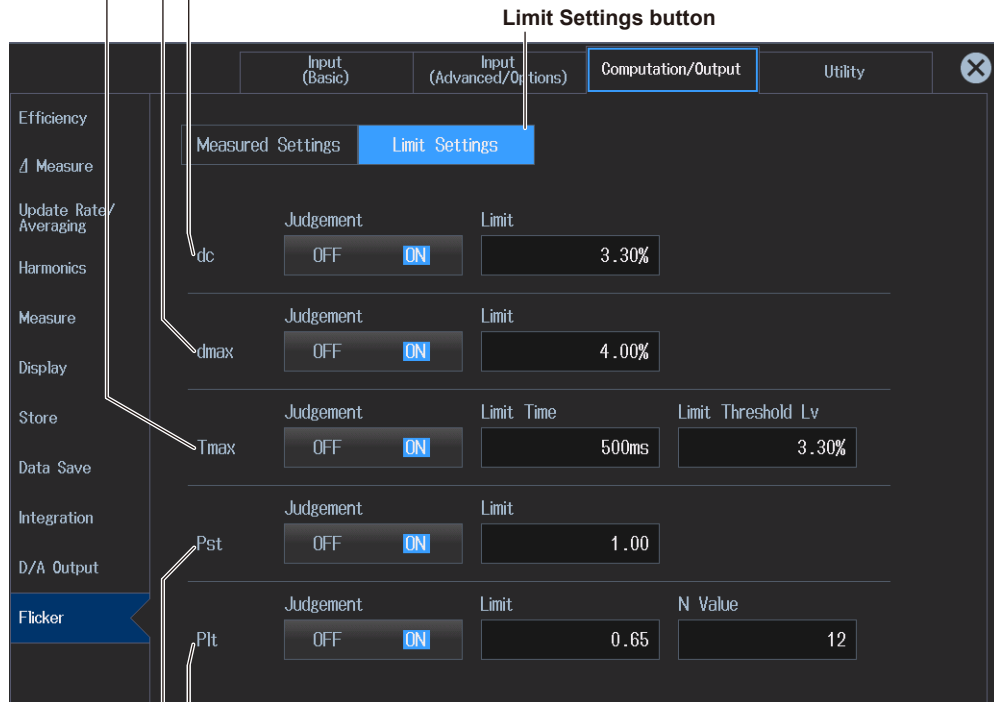 Limit Settings button
Input
(Basic)
Input
(Advanced/Options)
Computation/Output
Utility
Efficiency
Δ Measure
Update Rate/
Averaging
Harmonics
Measure
Display
Store
Data Save
Integration
D/A Output
Flicker
Measured Settings
Limit Settings
Judgement
Limit
dc
OFF
ON
3.30%
Judgement
Limit
dmax
OFF
ON
4.00%
Judgement
Limit Time
Limit Threshold Lv
Tmax
OFF
ON
500ms
3.30%
Judgement
Limit
Pst
OFF
ON
1.00
Judgement
Limit
N Value
Plt
OFF
ON
0.65
12